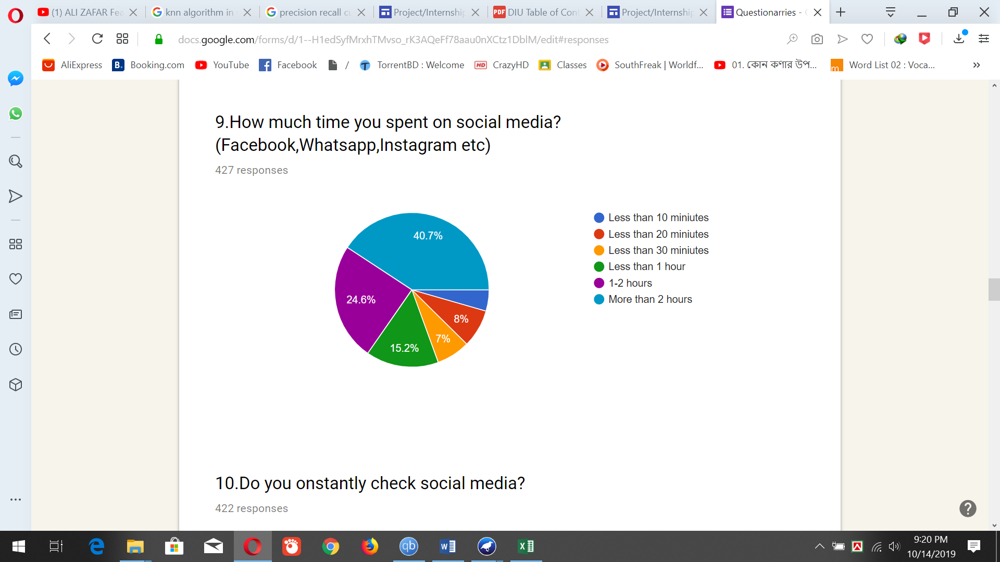 (1) ALI ZAFAR Fea
knn algorithm in
precision recall cu
Project/Internship
DIU Table of Cont
Project/Internship
Questionarries -
docs.google.com/forms/d/1--H1edSyfMrxhTMvso_rK3AQeFf78aau0nXCtz1DblM/edit#responses
AliExpress
Booking.com
YouTube
Facebook
/
TorrentBD : Welcome
CrazyHD
Classes
SouthFreak | Worldf...
01. কোন কণার উপ...
Word List 02 : Voca...
9.How much time you spent on social media?
(Facebook,Whatsapp,Instagram etc)
427 responses
40.7%
24.6%
15.2%
7%
8%
Less than 10 miniutes
Less than 20 miniutes
Less than 30 miniutes
Less than 1 hour
1-2 hours
More than 2 hours
10.Do you onstantly check social media?
422 responses
9:20 PM
10/14/2019